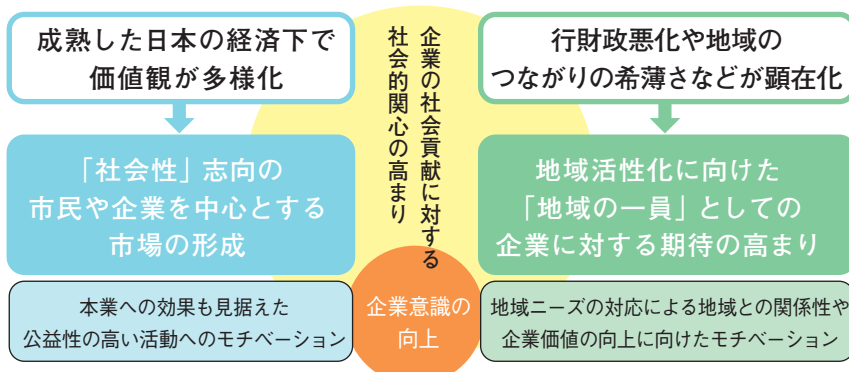 成熟した日本の経済下で
価値観が多様化
「社会性」志向の
市民や企業を中心とする
市場の形成
本業への効果も見据えた
公益性の高い活動へのモチベーション
企業の社会貢献に対する
社会的関心の高まり
企業意識の
向上
行財政悪化や地域の
つながりの希薄さなどが顕在化
地域活性化に向けた
「地域の一員」としての
企業に対する期待の高まり
地域ニーズの対応による地域との関係性や
企業価値の向上に向けたモチベーション